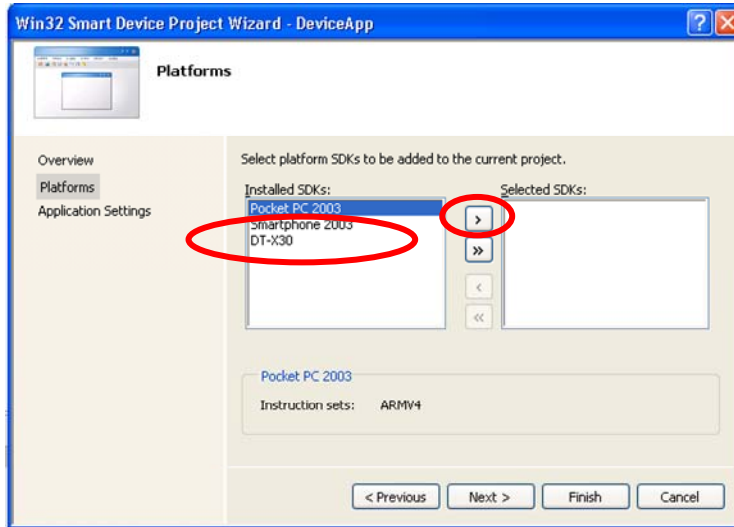 Win32 Smart Device Project Wizard - DeviceApp
Platforms
Overview
Platforms
Application Settings
Select platform SDKs to be added to the current project.
Installed SDKs:
Pocket PC 2003
Smartphone 2003
DT-X30
>
>>
<
<<
Selected SDKs:
Pocket PC 2003
Instruction sets: ARMV4
< Previous
Next >
Finish
Cancel